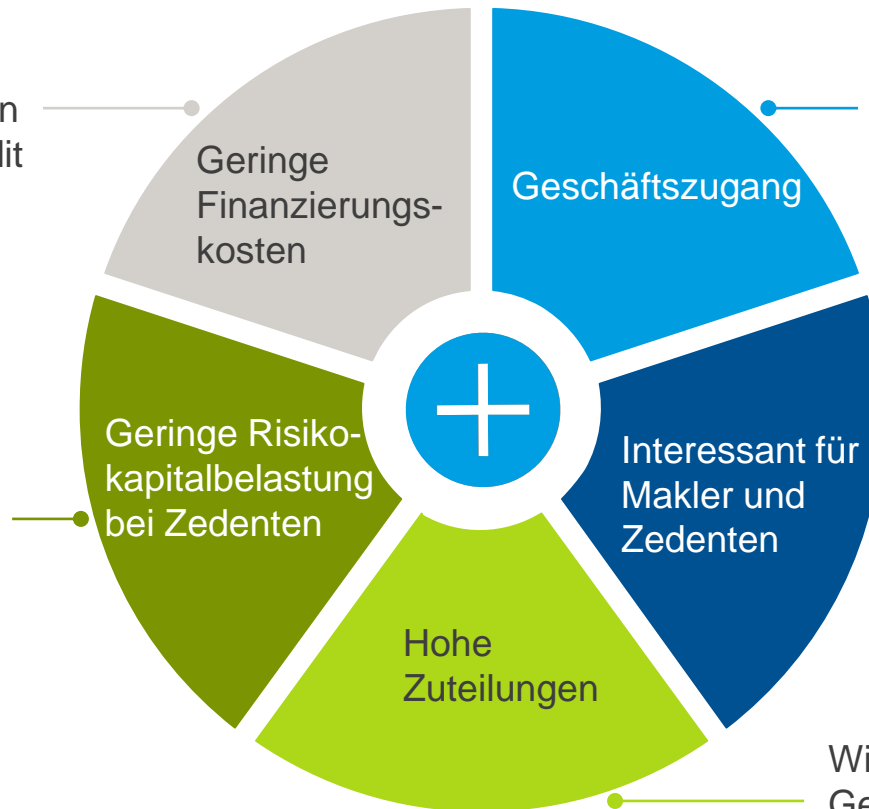 Geringe
Finanzierungs-
kosten
Geschäftszugang
Geringe Risiko-
kapitalbelastung
bei Zedenten
Interessant für
Makler und
Zedenten
Hohe
Zuteilungen